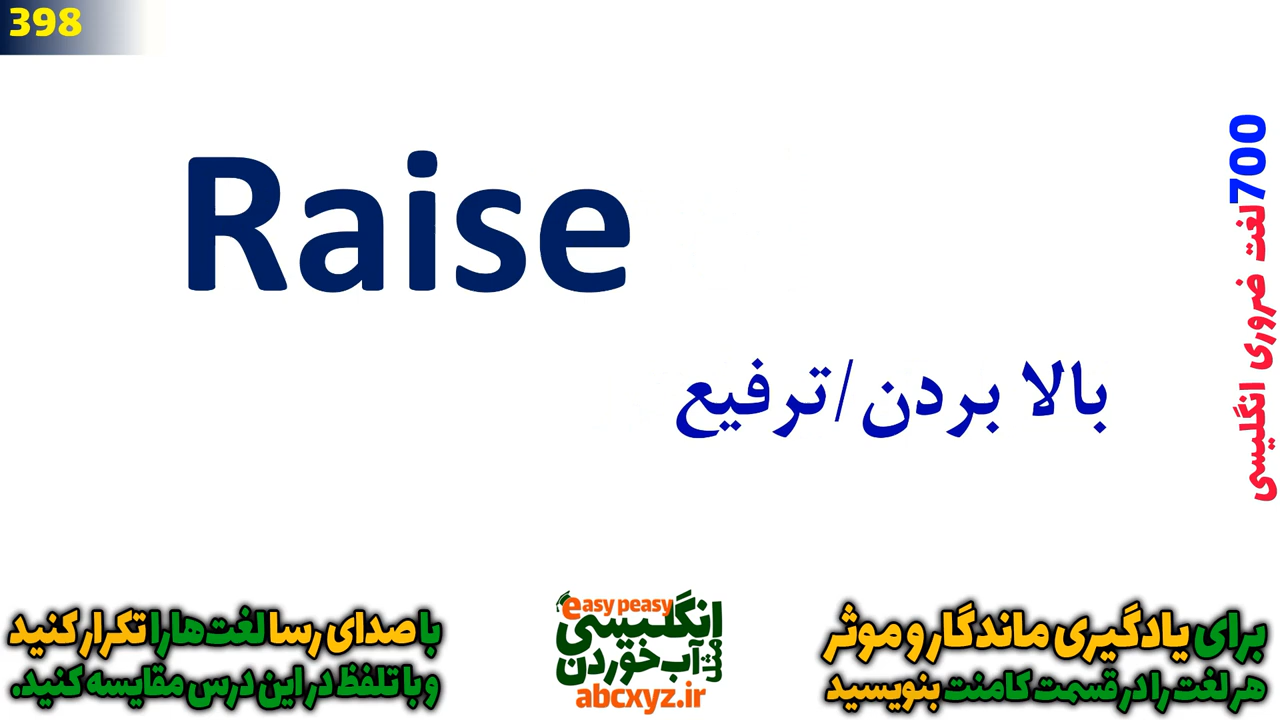 398
Raise
بالا بردن/ترفیع
700 لغت ضروری انگلیسی
برای یادگیری ماندگار و موثر
هر لغت را در قسمت کامنت بنویسید
easy peasy
انگلیسی
مثل آب خوردن
abcxyz.ir
با صدای رسا لغت‌ها را تکرار کنید
و با تلفظ در این درس مقایسه کنید.